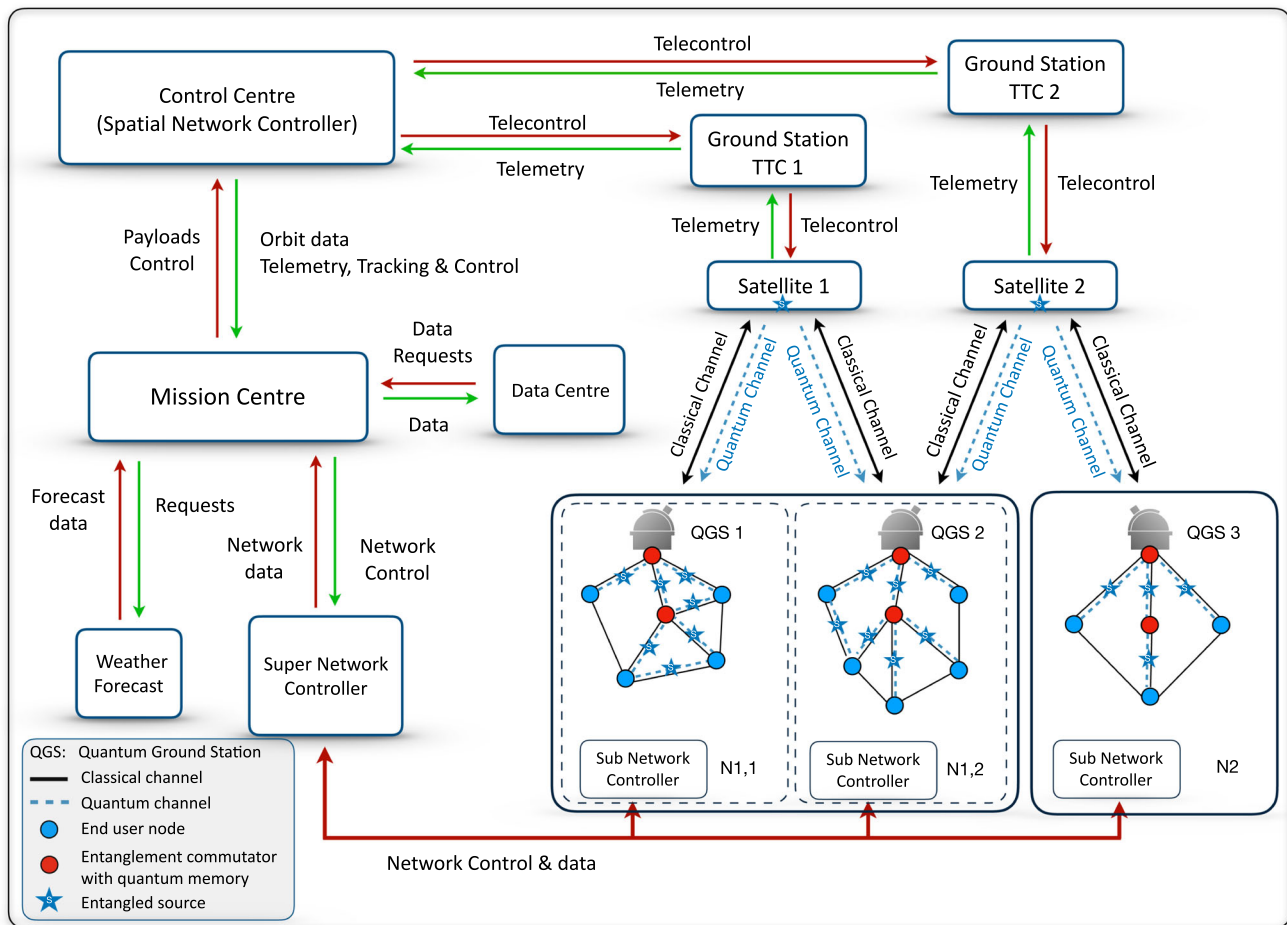 Telecontrol
Telemetry
Ground Station
TTC 2
Control Centre
(Spatial Network Controller)
Telecontrol
Telemetry
Ground Station
TTC 1
Telemetry
Telecontrol
Telemetry
Telecontrol
Payloads
Control
Orbit data
Telemetry, Tracking & Control
Satellite 1
S
Satellite 2
S
Data
Requests
Data
Mission Centre
Data Centre
Classical Channel
Quantum Channel
Quantum Channel
Classical Channel
Classical Channel
Quantum Channel
Quantum Channel
Classical Channel
Forecast
data
Requests
Network
data
Network
Control
Weather
Forecast
Super Network
Controller
QGS 1
S
S
S
S
S
S
S
Sub Network
Controller
N1,1
QGS 2
S
S
S
S
S
S
S
Sub Network
Controller
N1,2
QGS 3
S
S
S
S
Sub Network
Controller
N2
Network Control & data
QGS: Quantum Ground Station
Classical channel
Quantum channel
End user node
Entanglement commutator
with quantum memory
S
Entangled source